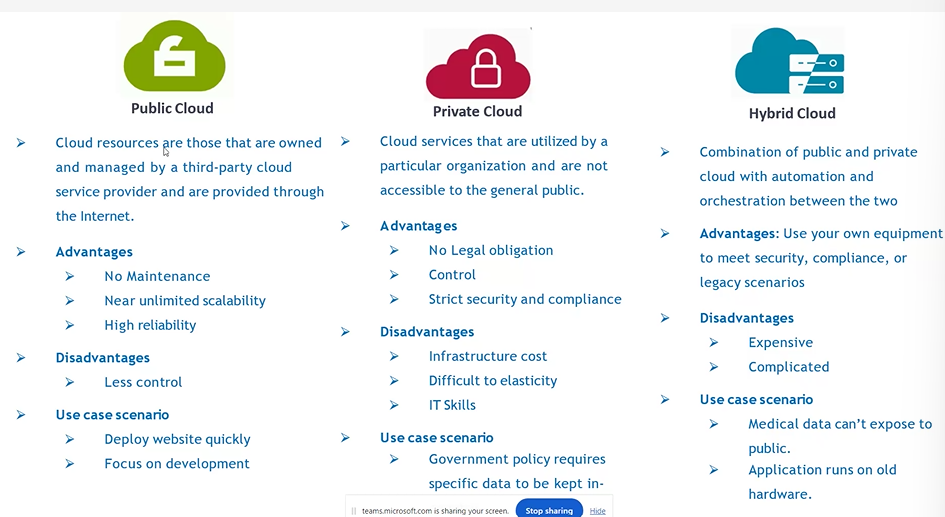 Public Cloud
Cloud resources are those that are owned
and managed by a third-party cloud
service provider and are provided through
the Internet.
Advantages
No Maintenance
Near unlimited scalability
High reliability
Disadvantages
Less control
Use case scenario
Deploy website quickly
Focus on development
Private Cloud
Cloud services that are utilized by a
particular organization and are not
accessible to the general public.
Advantages
No Legal obligation
Control
Strict security and compliance
Disadvantages
Infrastructure cost
Difficult to elasticity
IT Skills
Use case scenario
Government policy requires
specific data to be kept in-
Hybrid Cloud
Combination of public and private
cloud with automation and
orchestration between the two
Advantages: Use your own equipment
to meet security, compliance, or
legacy scenarios
Disadvantages
Expensive
Complicated
Use case scenario
Medical data can’t expose to
public.
Application runs on old
hardware.
teams.microsoft.com is sharing your screen. Stop sharing Hide